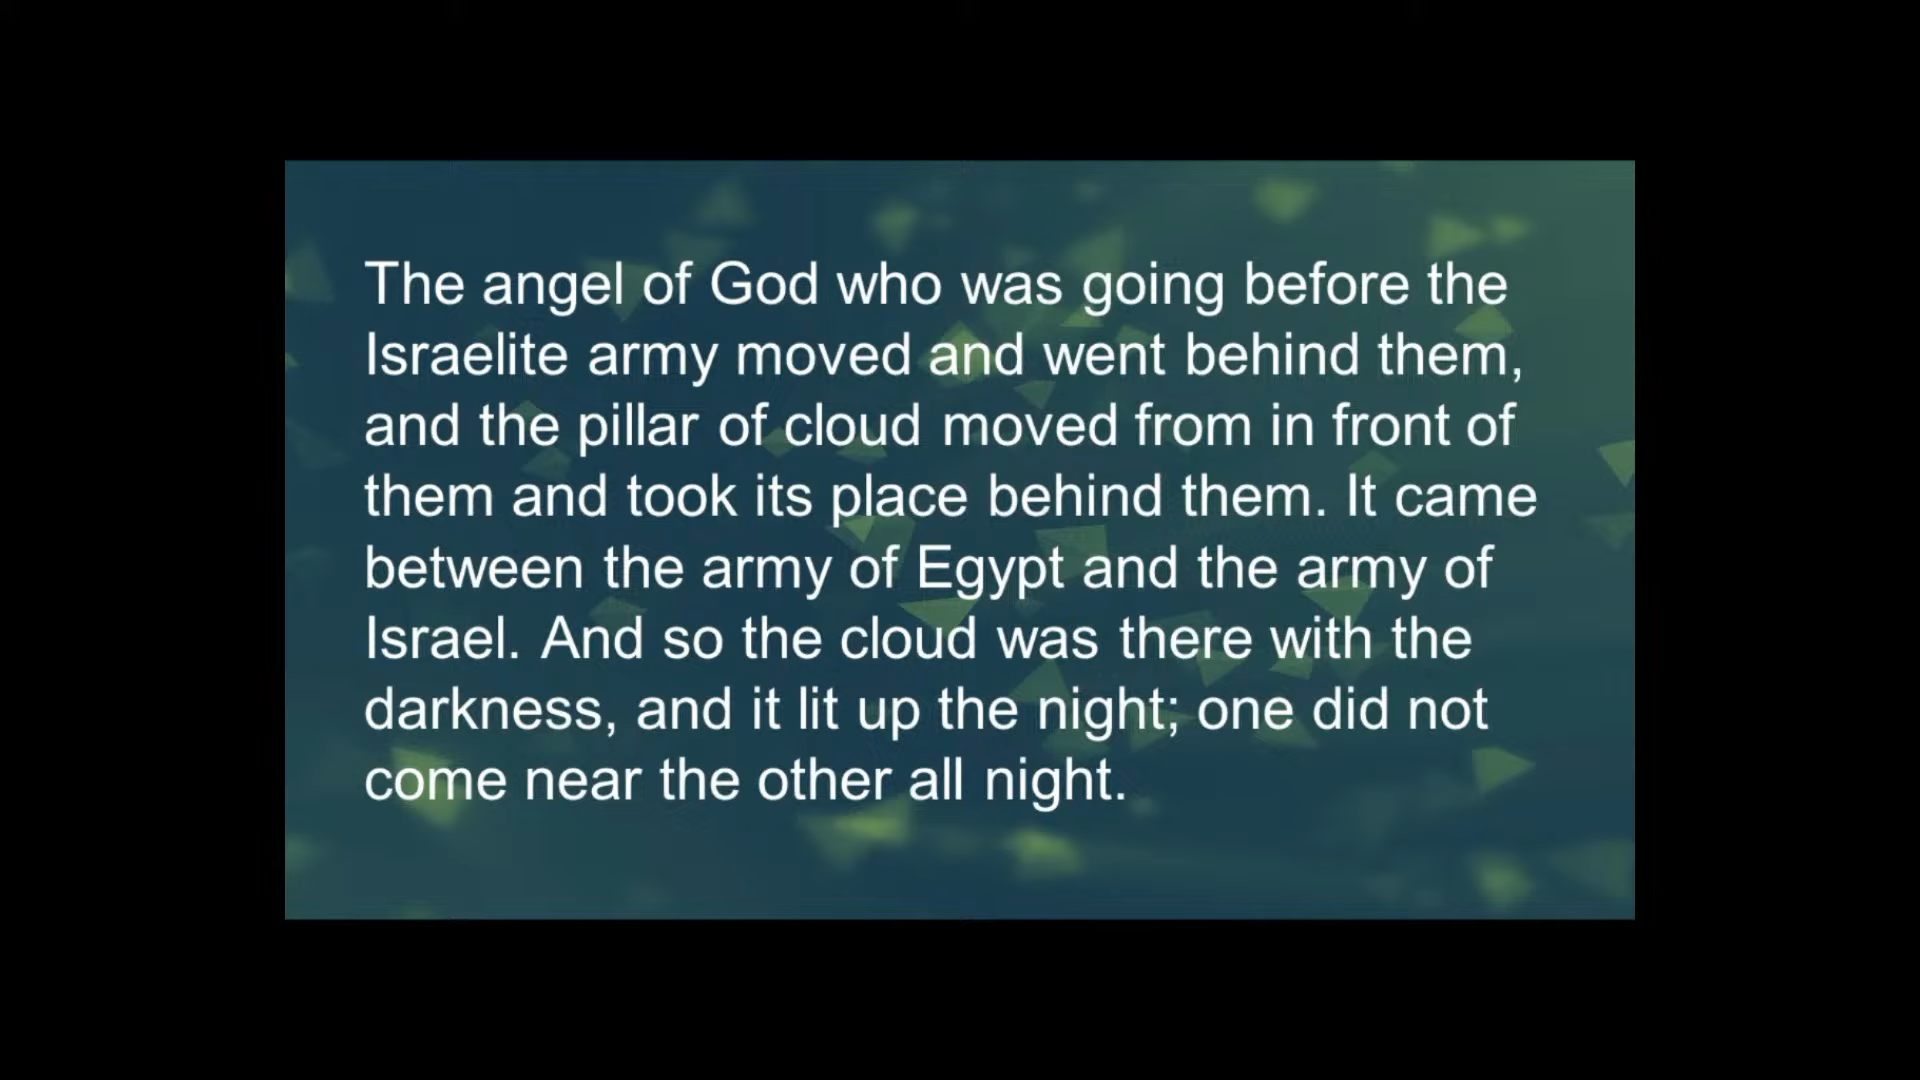 The angel of God who was going before the
Israelite army moved and went behind them,
and the pillar of cloud moved from in front of
them and took its place behind them. It came
between the army of Egypt and the army of
Israel. And so the cloud was there with the
darkness, and it lit up the night; one did not
come near the other all night.